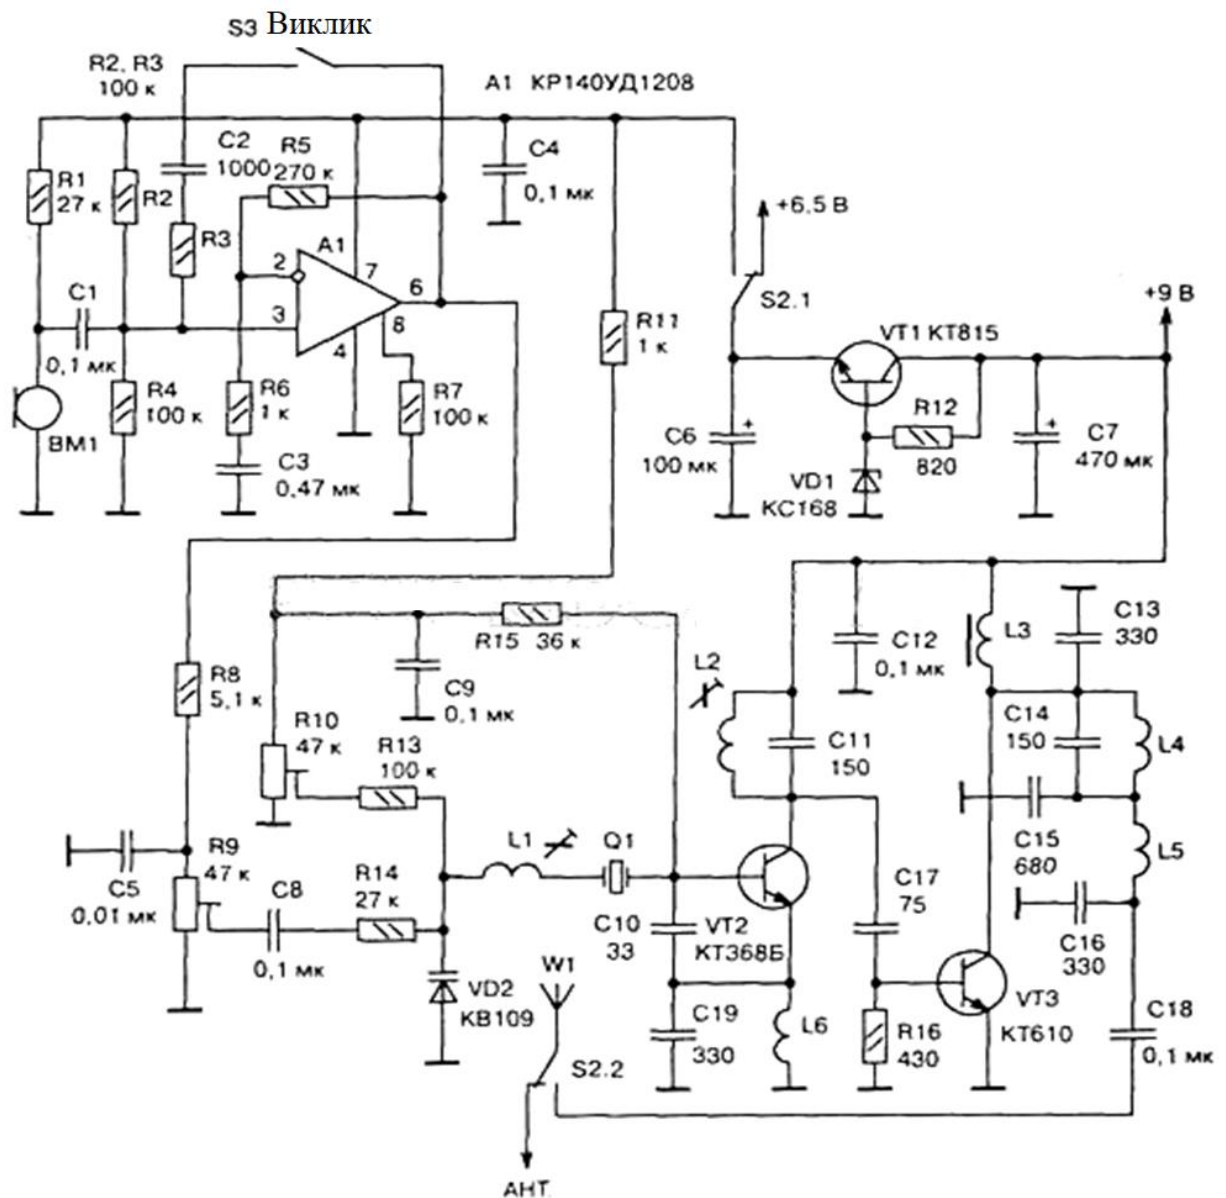 S3 Виклик
R2, R3
100 к
A1 КР140УД1208
C2
1000
R5
270 к
C4
0,1 мк
R1
27 к
R2
R3
+6,5 В
A1
2
7
6
3
8
4
C1
0,1 мк
S2.1
+9 В
R11
1 к
VT1 КТ815
R4
100 к
R6
1 к
R7
100 к
BM1
R12
820
C6
+
100 мк
C7
+
470 мк
C3
0,47 мк
VD1
КС168
R15 36 к
C12
0,1 мк
L3
C13
330
L2
R8
5,1 к
C9
0,1 мк
R10
47 к
R13
100 к
C11
150
C14
150
L4
L1
Q1
C15
680
L5
R9
47 к
C5
0,01 мк
C8
0,1 мк
R14
27 к
C17
75
C10
33
VT2
КТ368Б
C16
330
W1
VD2
КВ109
VT3
КТ610
C19
330
L6
R16
430
C18
0,1 мк
S2.2
АНТ.